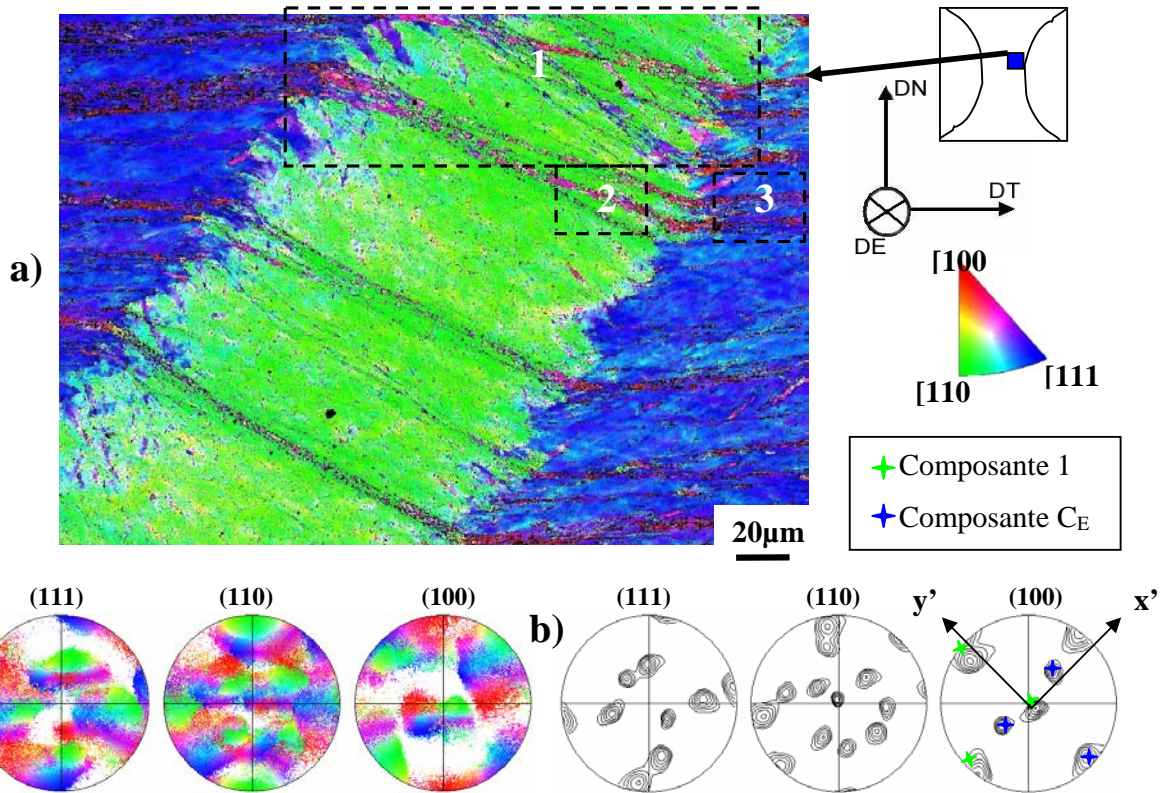 1
2
3
a)
DN
DT
DE
[100
[110
[111
Composante 1
Composante CE
20µm
(111)
(110)
(100)
b)
(111)
(110)
(100)
y’
x’